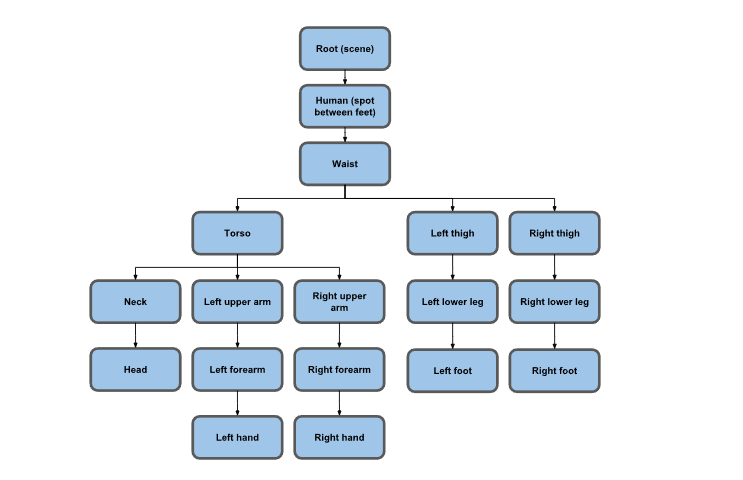 Root (scene)
Human (spot
between feet)
Waist
Torso
Left thigh
Right thigh
Neck
Left upper arm
Right upper
arm
Left lower leg
Right lower leg
Head
Left forearm
Right forearm
Left foot
Right foot
Left hand
Right hand